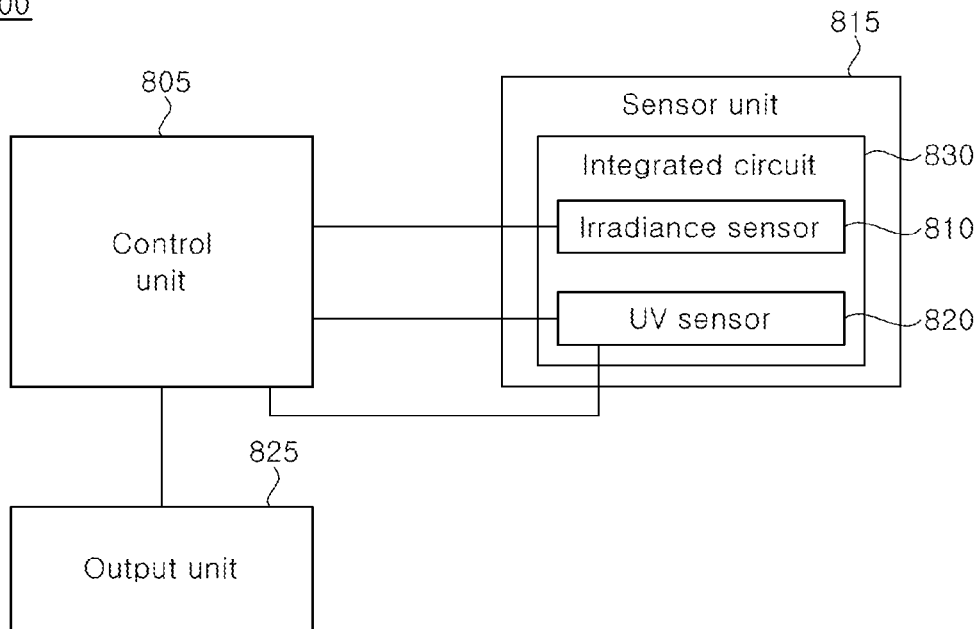 00
815
805
Sensor unit
830
Integrated circuit
Irradiance sensor
810
Control
unit
UV sensor
820
825
Output unit